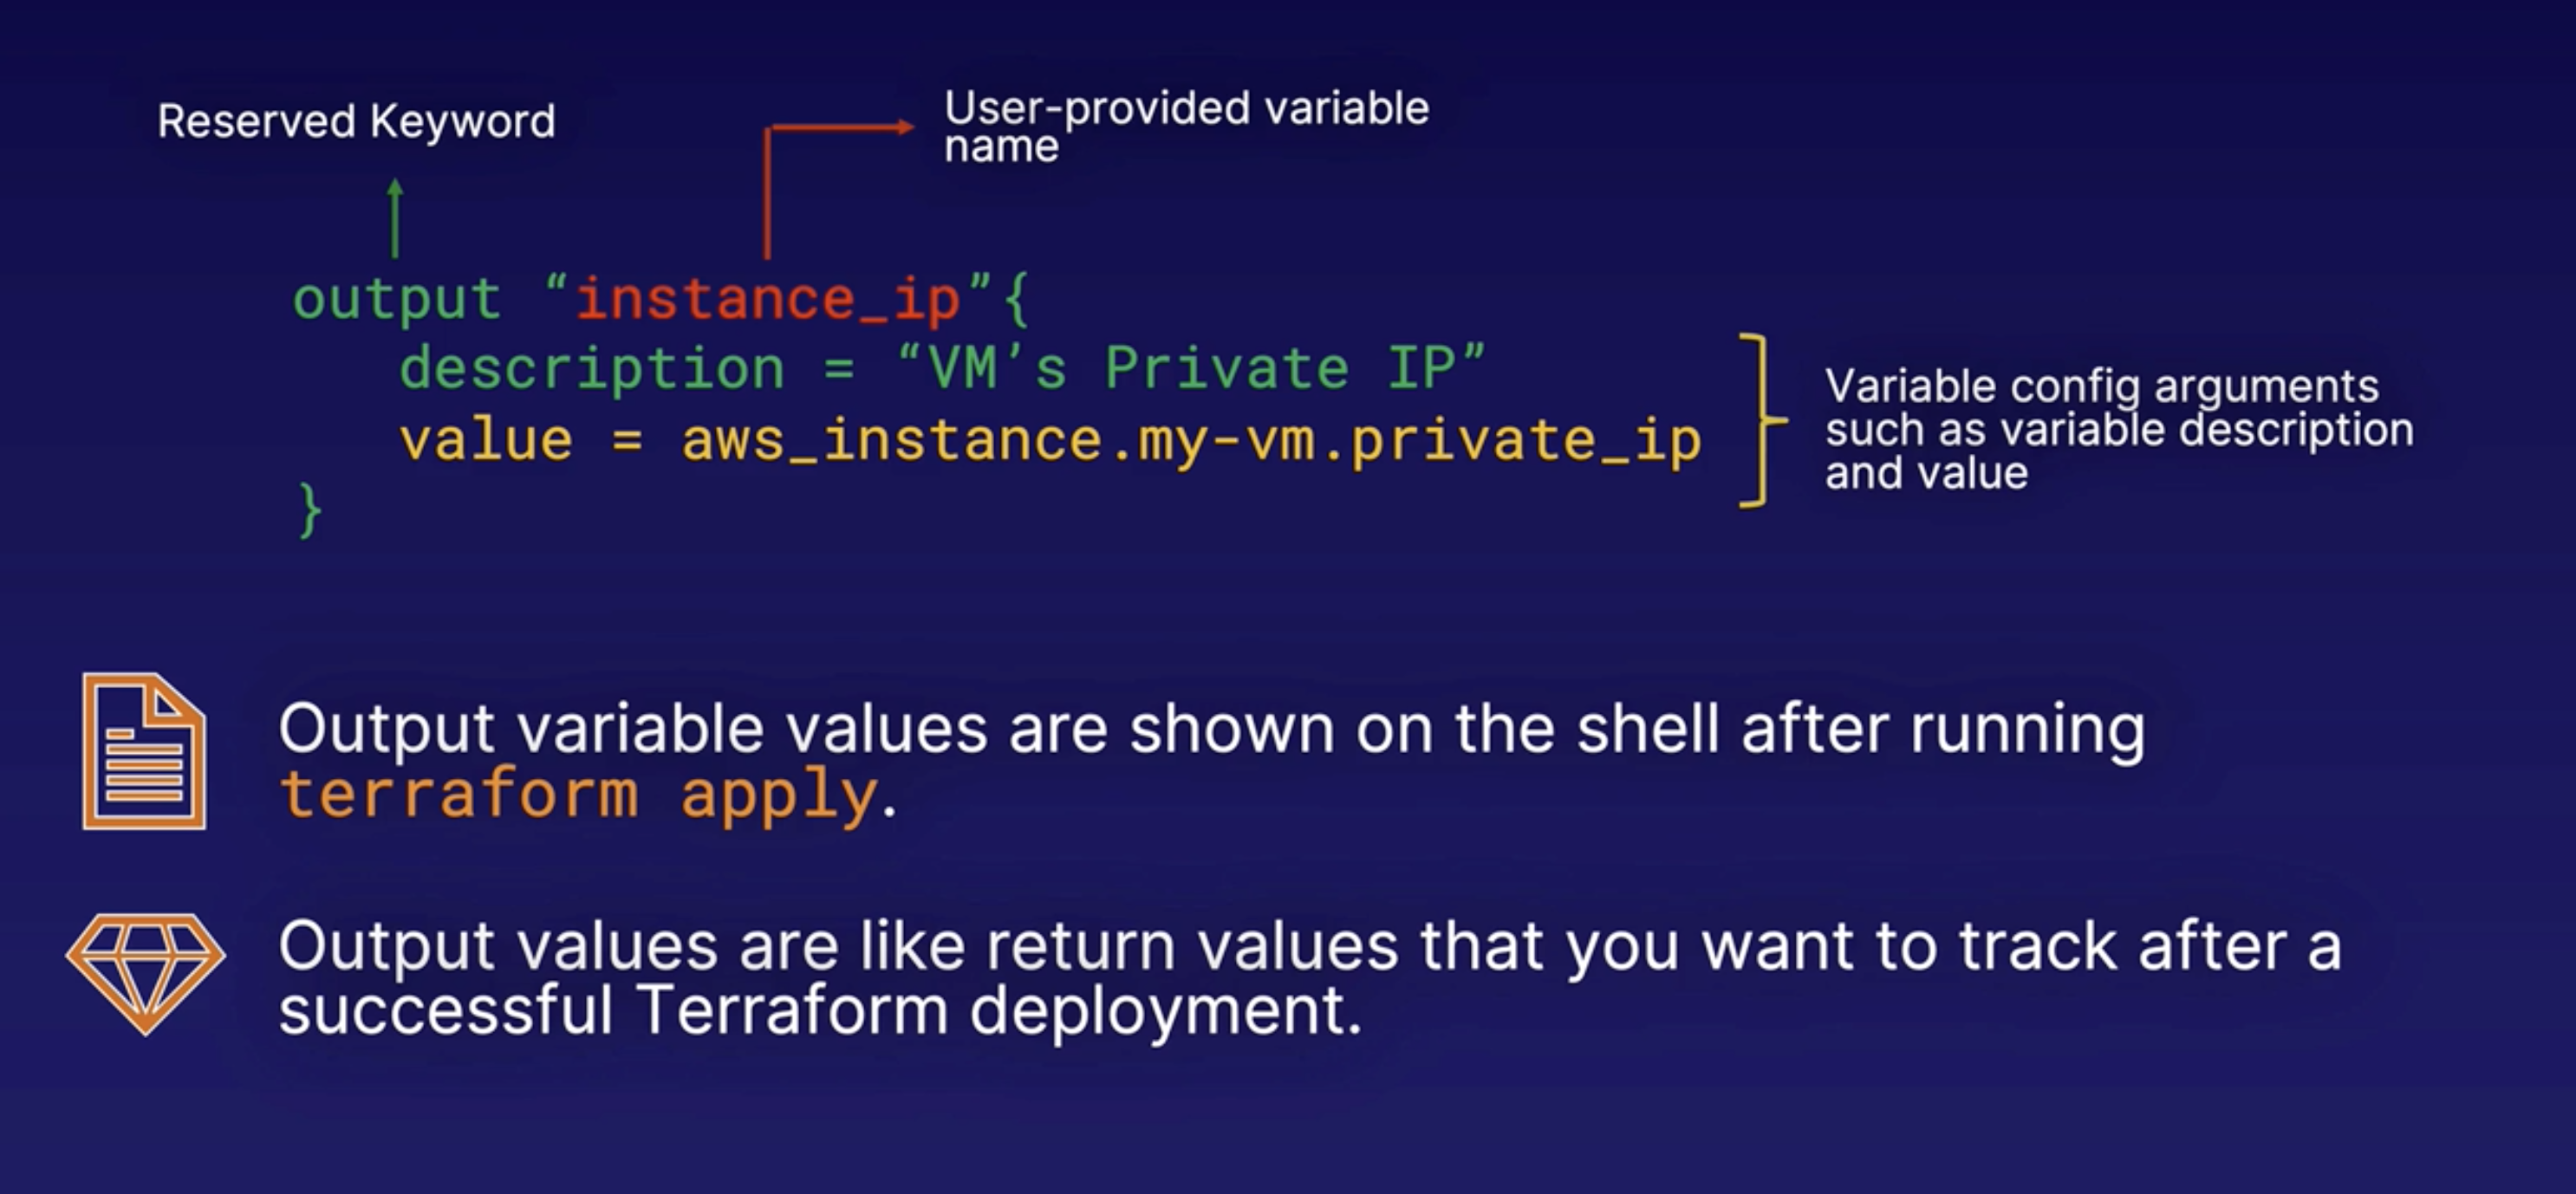 Reserved Keyword
User-provided variable
name
output “instance_ip”{
description = “VM’s Private IP”
value = aws_instance.my-vm.private_ip
}
Variable config arguments
such as variable description
and value
Output variable values are shown on the shell after running
terraform apply.
Output values are like return values that you want to track after a
successful Terraform deployment.